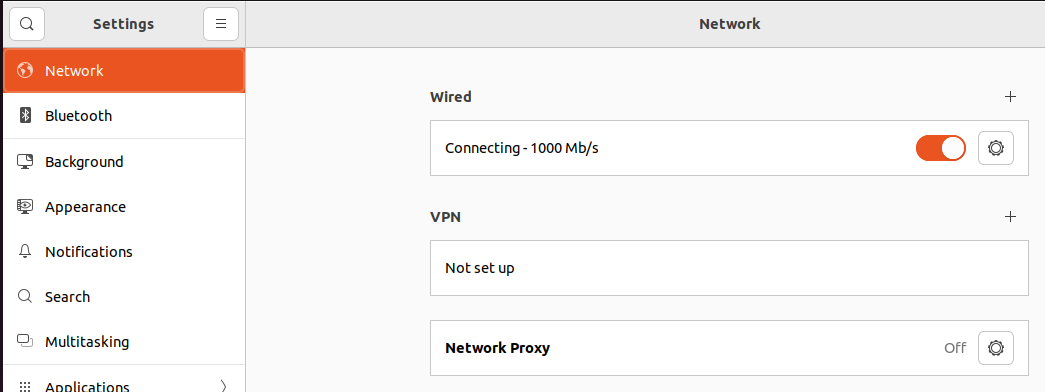 Settings
Network
Network
Bluetooth
Background
Appearance
Notifications
Search
Multitasking
Applications
Wired
Connecting - 1000 Mb/s
VPN
Not set up
Network Proxy Off